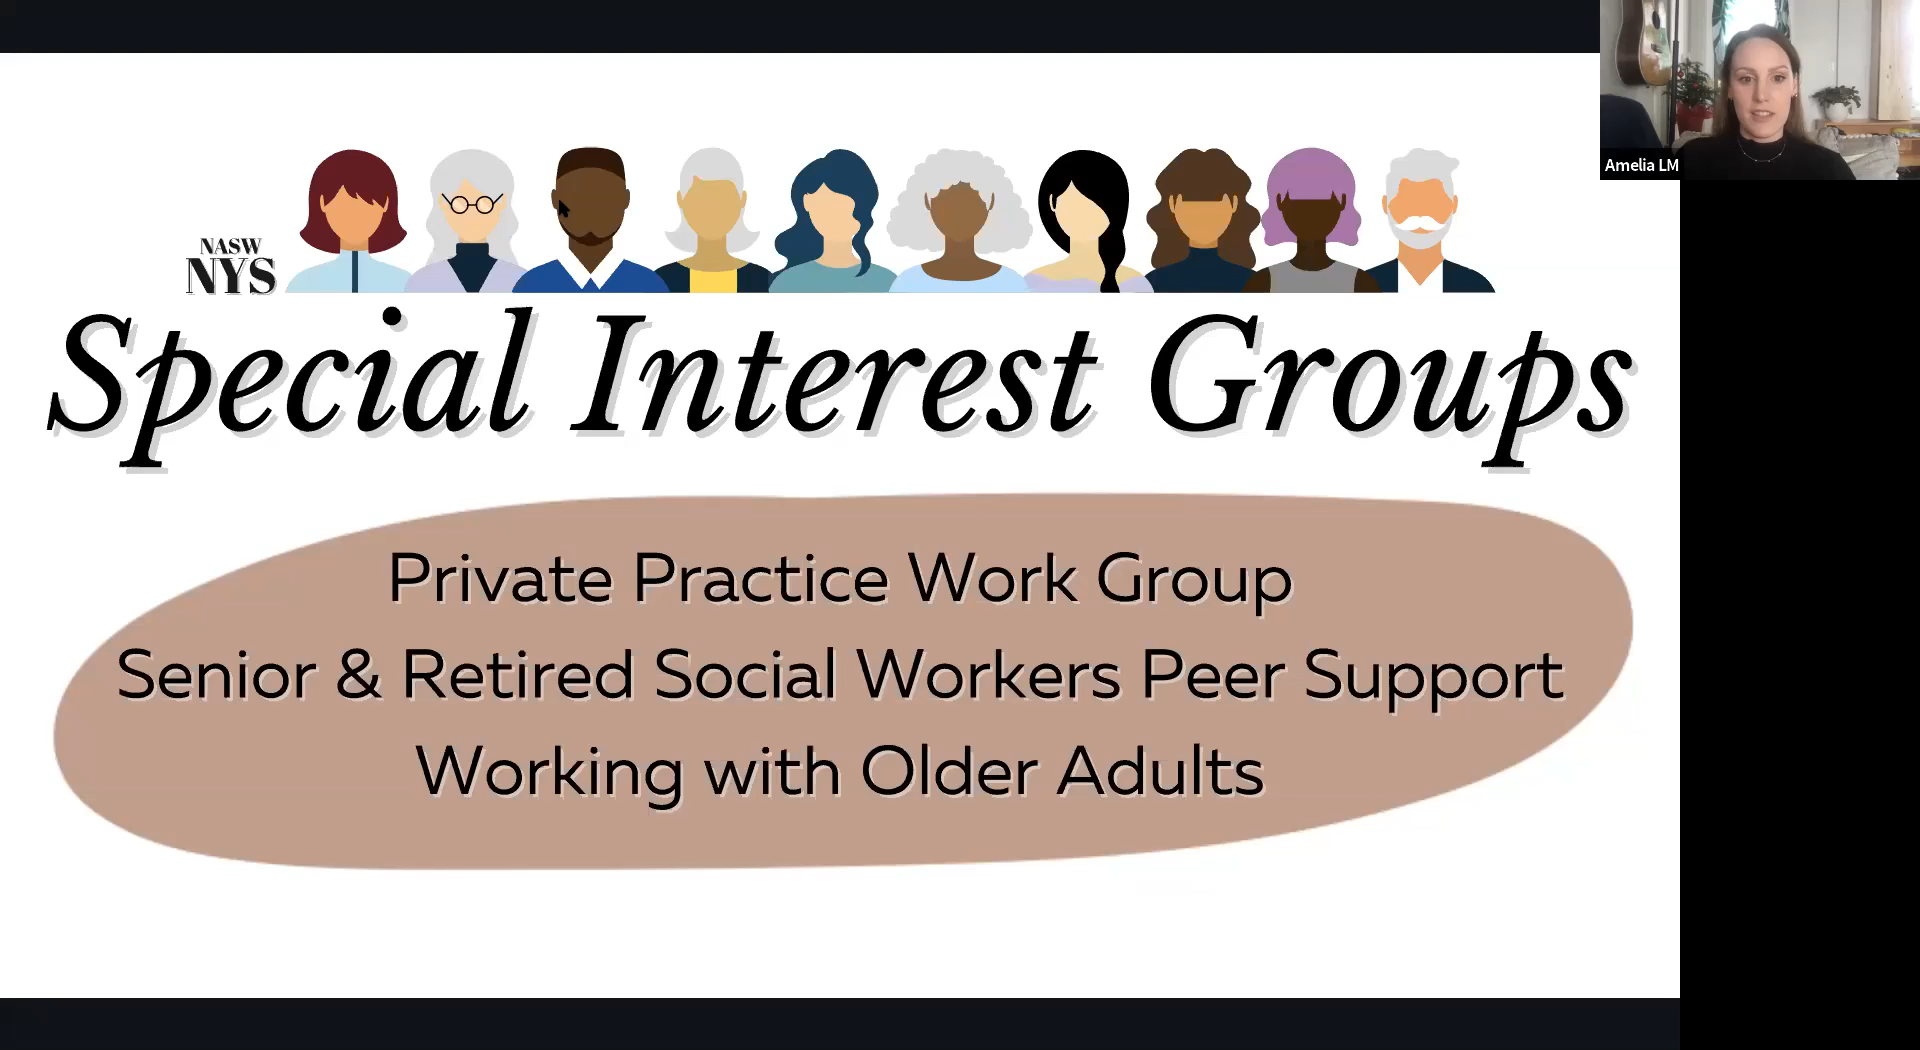 NASW
NYS
Special Interest Groups
Private Practice Work Group
Senior & Retired Social Workers Peer Support
Working with Older Adults
Amelia LM